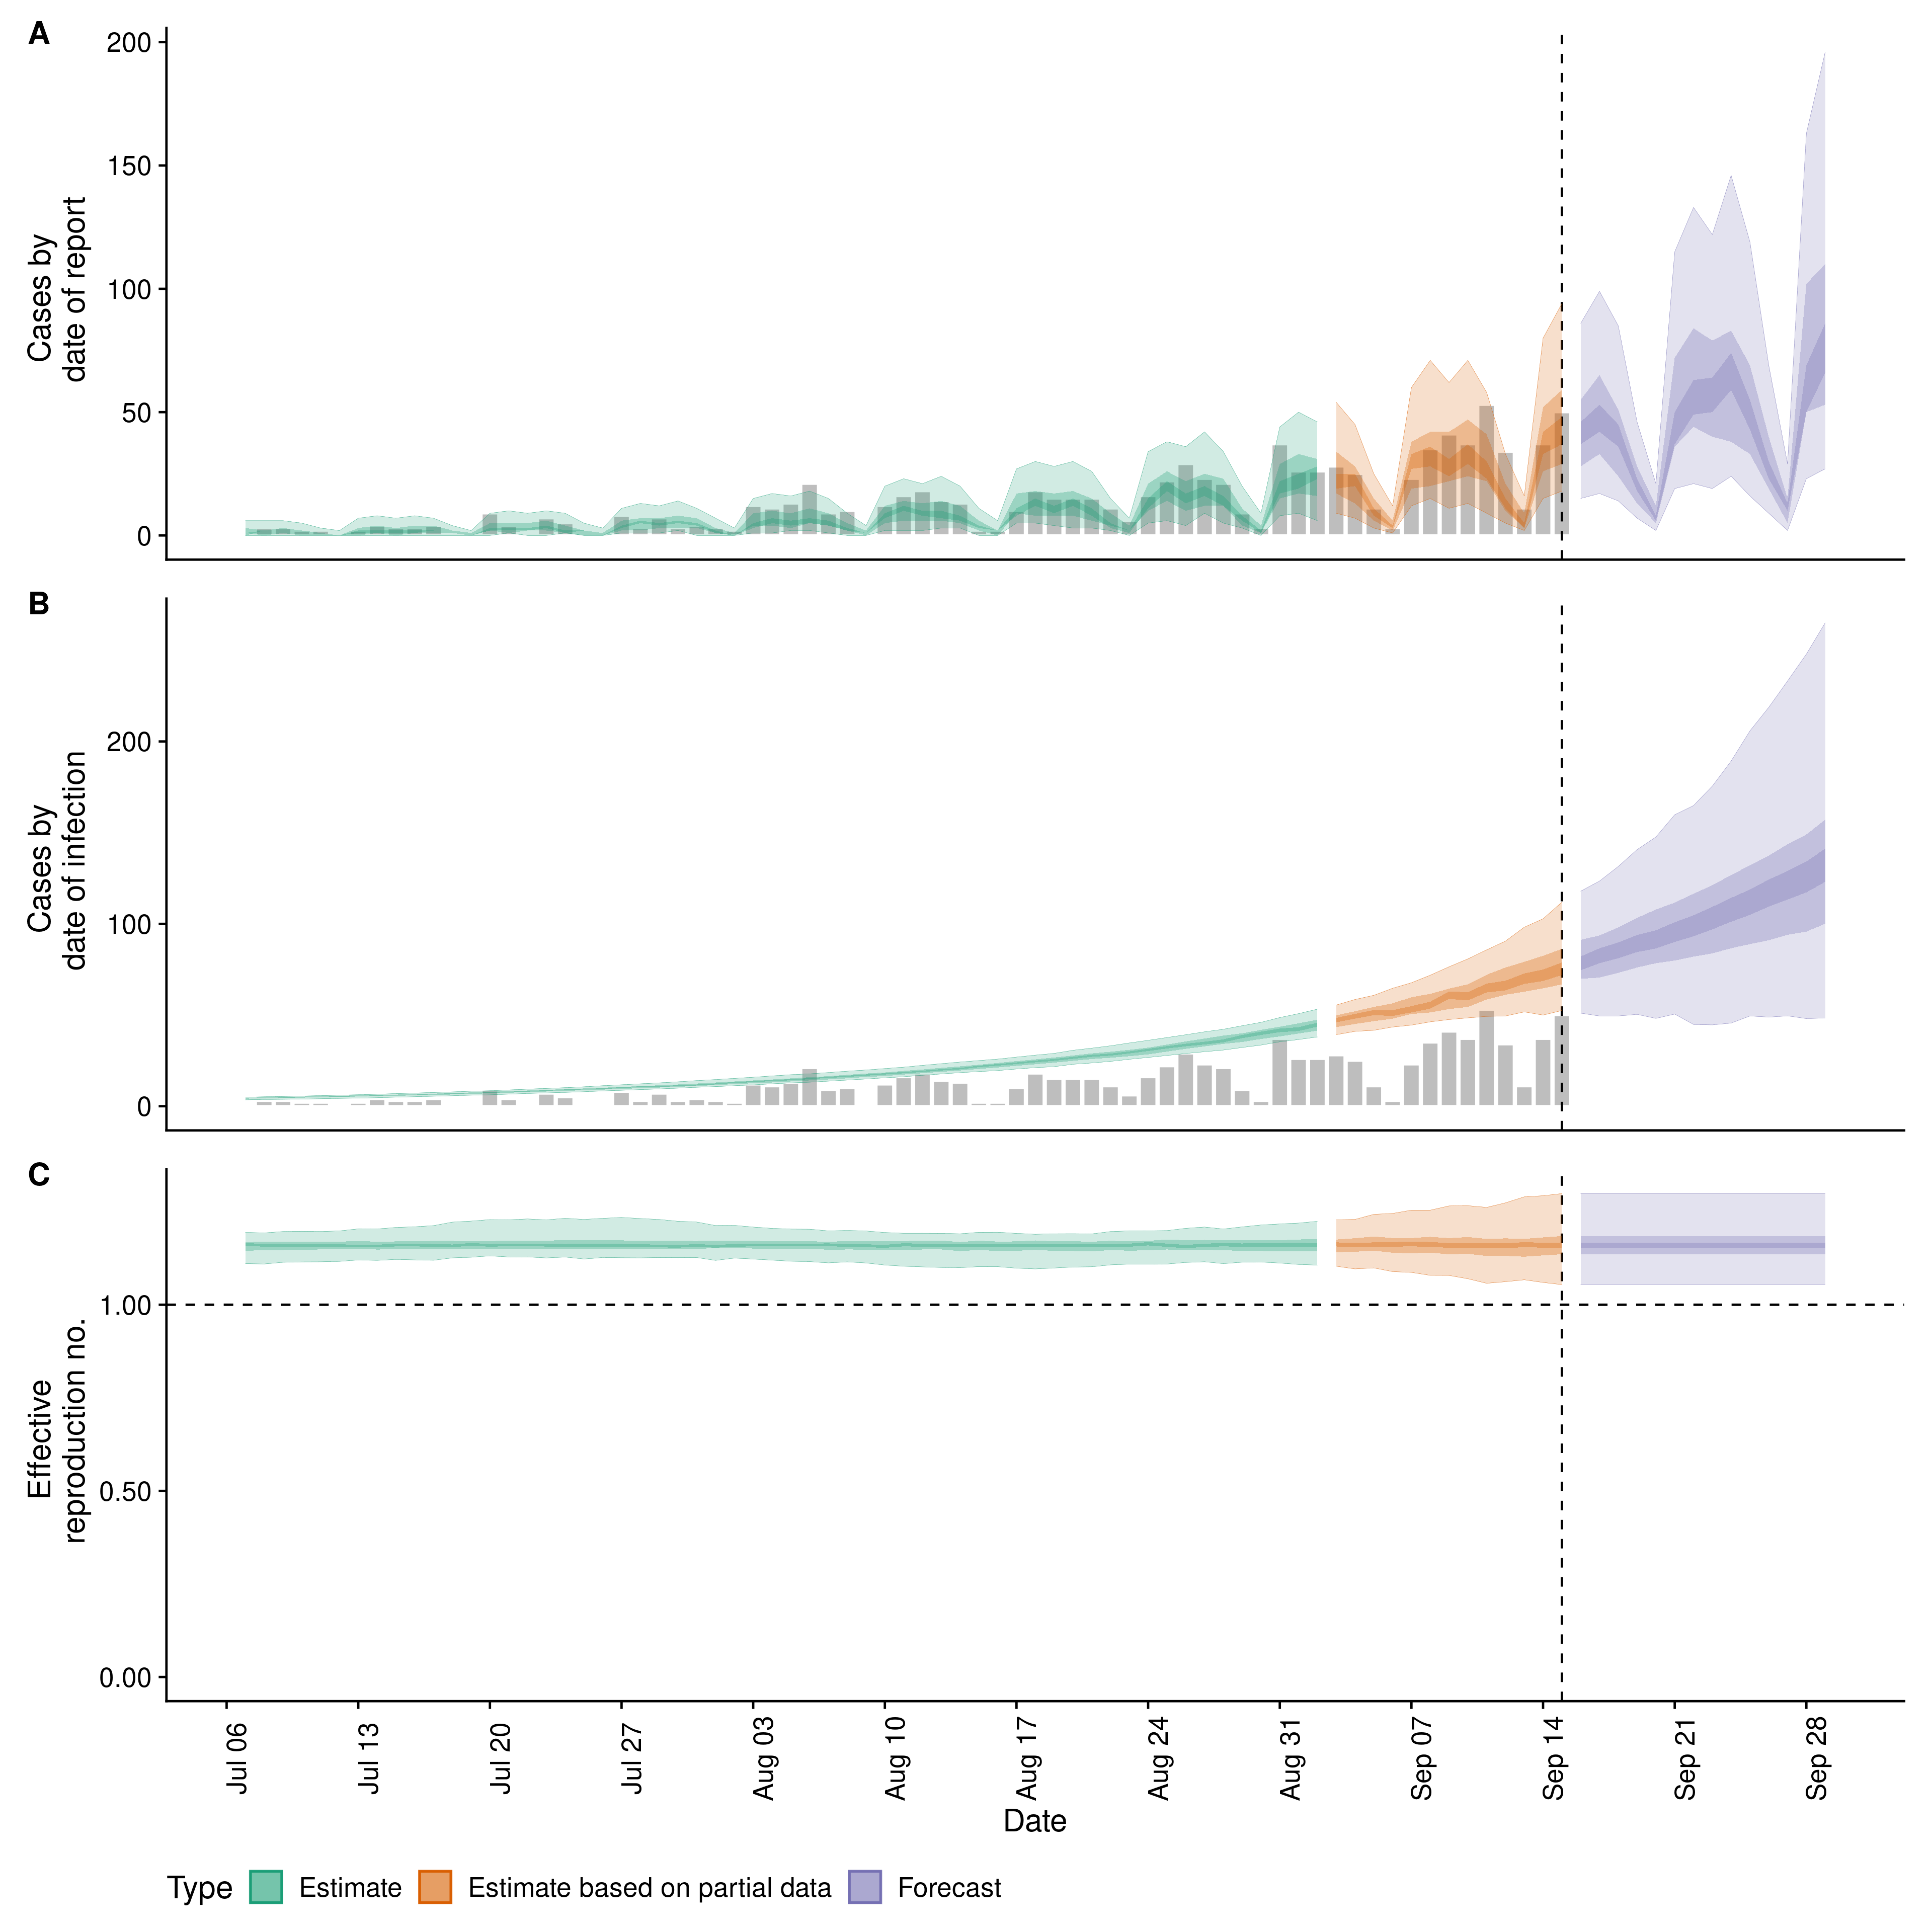 A
200
150
100
50
0
Cases by
date of report
B
200
100
0
Cases by
date of infection
C
1.00
0.50
0.00
Effective
reproduction no.
Jul 06
Jul 13
Jul 20
Jul 27
Aug 03
Aug 10
Aug 17
Aug 24
Aug 31
Sep 07
Sep 14
Sep 21
Sep 28
Date
Type Estimate Estimate based on partial data Forecast